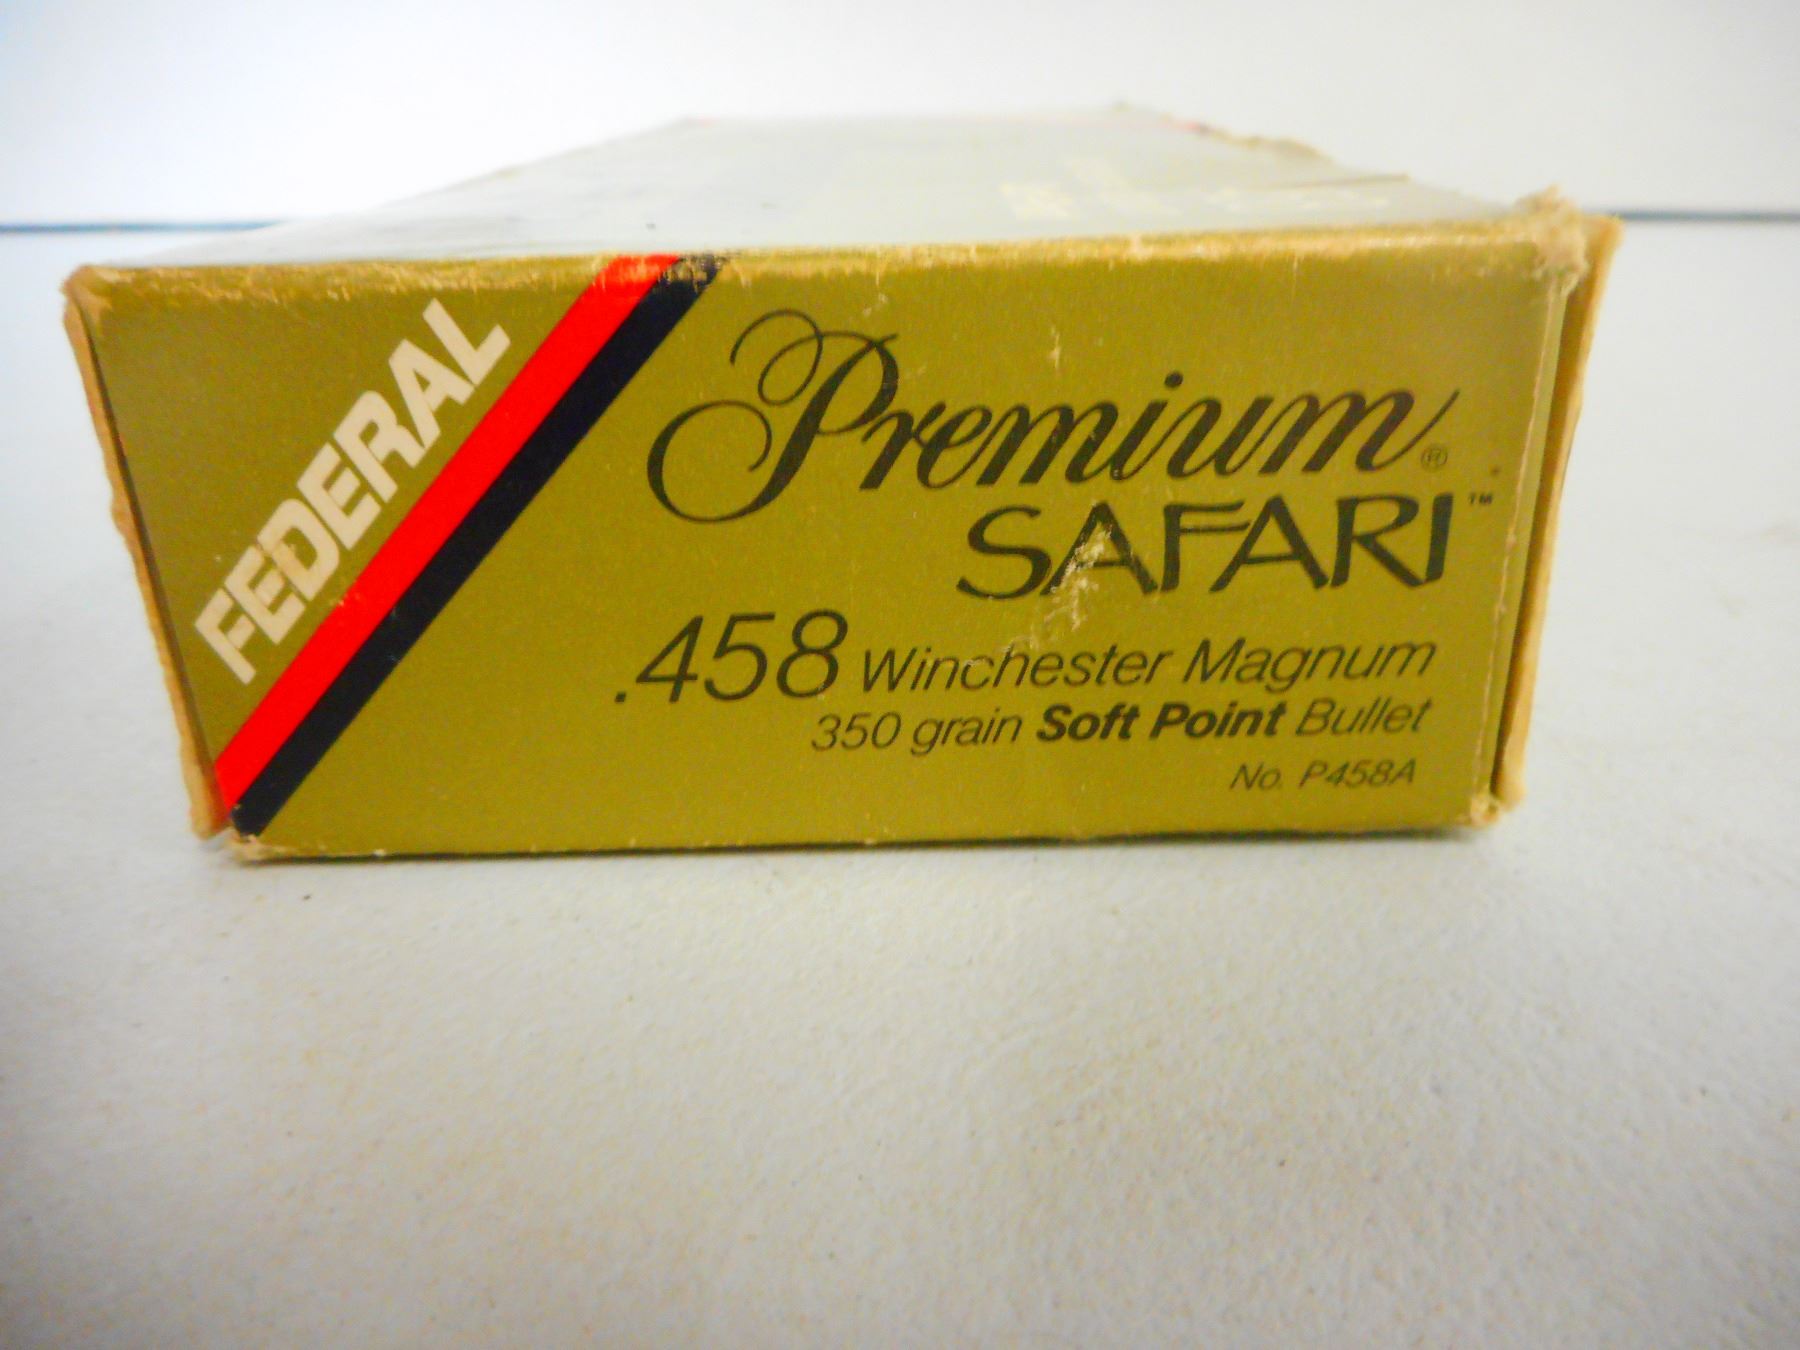 FEDERAL
Premium®
SAFARI™
.458 Winchester Magnum
350 grain Soft Point Bullet
No. P458A